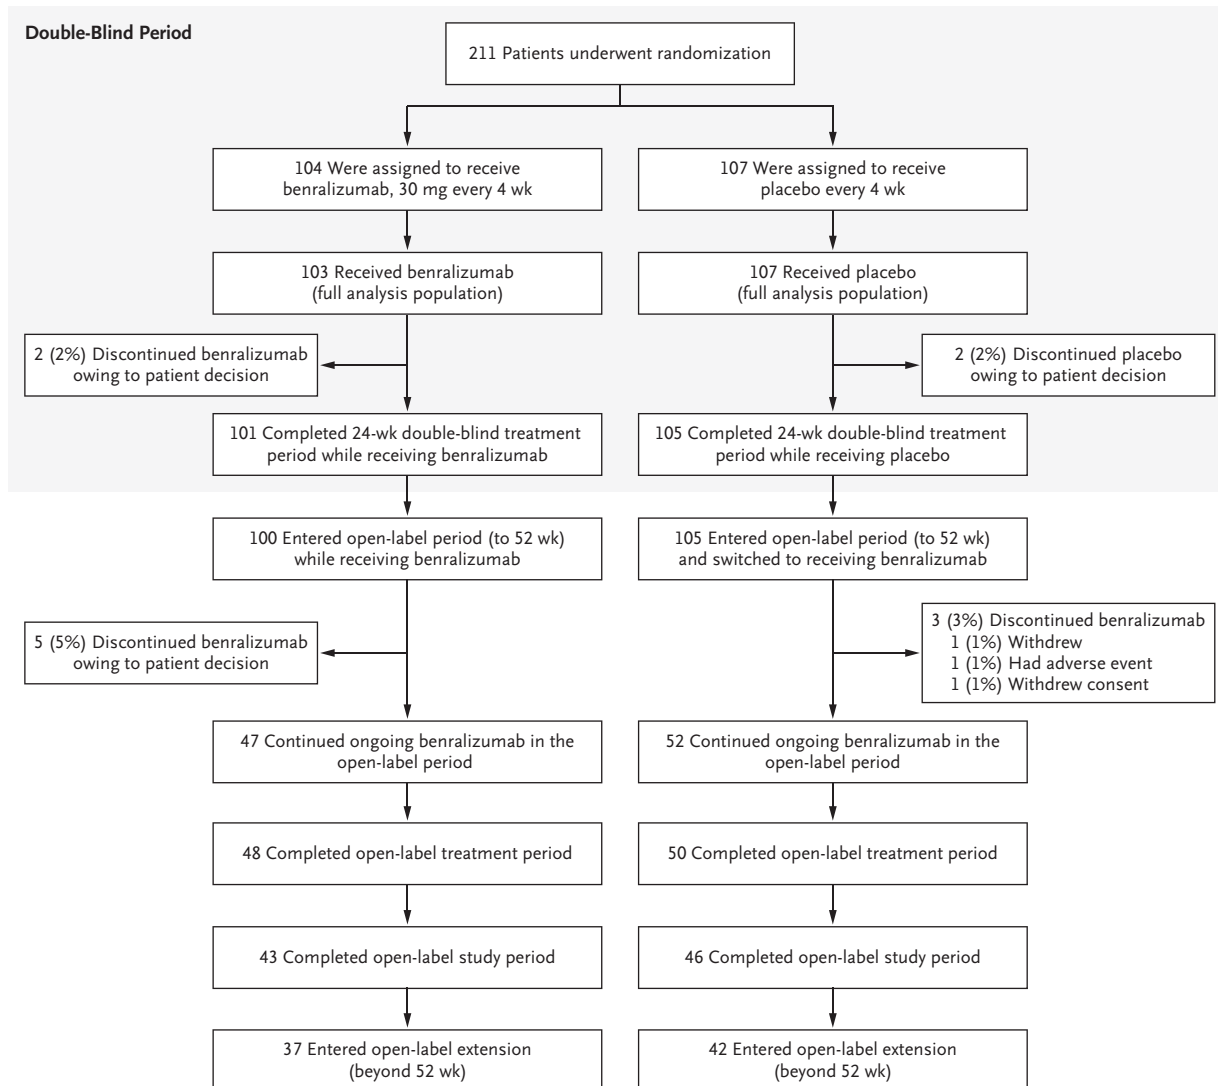 Double-Blind Period
211 Patients underwent randomization
104 Were assigned to receive
benralizumab, 30 mg every 4 wk
107 Were assigned to receive
placebo every 4 wk
103 Received benralizumab
(full analysis population)
107 Received placebo
(full analysis population)
2 (2%) Discontinued benralizumab
owing to patient decision
2 (2%) Discontinued placebo
owing to patient decision
101 Completed 24-wk double-blind treatment
period while receiving benralizumab
105 Completed 24-wk double-blind treatment
period while receiving placebo
100 Entered open-label period (to 52 wk)
while receiving benralizumab
105 Entered open-label period (to 52 wk)
and switched to receiving benralizumab
5 (5%) Discontinued benralizumab
owing to patient decision
3 (3%) Discontinued benralizumab
1 (1%) Withdrew
1 (1%) Had adverse event
1 (1%) Withdrew consent
47 Continued ongoing benralizumab in the
open-label period
52 Continued ongoing benralizumab in the
open-label period
48 Completed open-label treatment period
50 Completed open-label treatment period
43 Completed open-label study period
46 Completed open-label study period
37 Entered open-label extension
(beyond 52 wk)
42 Entered open-label extension
(beyond 52 wk)